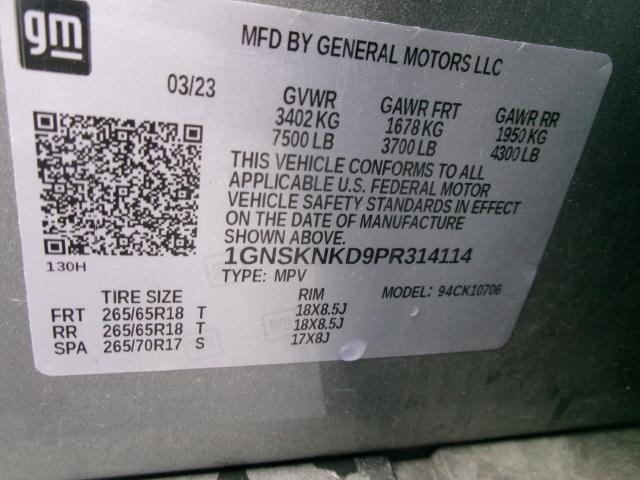 gm
MFD BY GENERAL MOTORS LLC
03/23 GVWR GAWR FRT GAWR RR
3402 KG 1678 KG 1950 KG
7500 LB 3700 LB 4300 LB
THIS VEHICLE CONFORMS TO ALL
APPLICABLE U.S. FEDERAL MOTOR
VEHICLE SAFETY STANDARDS IN EFFECT
ON THE DATE OF MANUFACTURE
SHOWN ABOVE.
130H
1GNSKNKD9PR314114
TYPE: MPV MODEL: 94CK10706
TIRE SIZE RIM
FRT 265/65R18 T 18X8.5J
RR 265/65R18 T 18X8.5J
SPA 265/70R17 S 17X8J